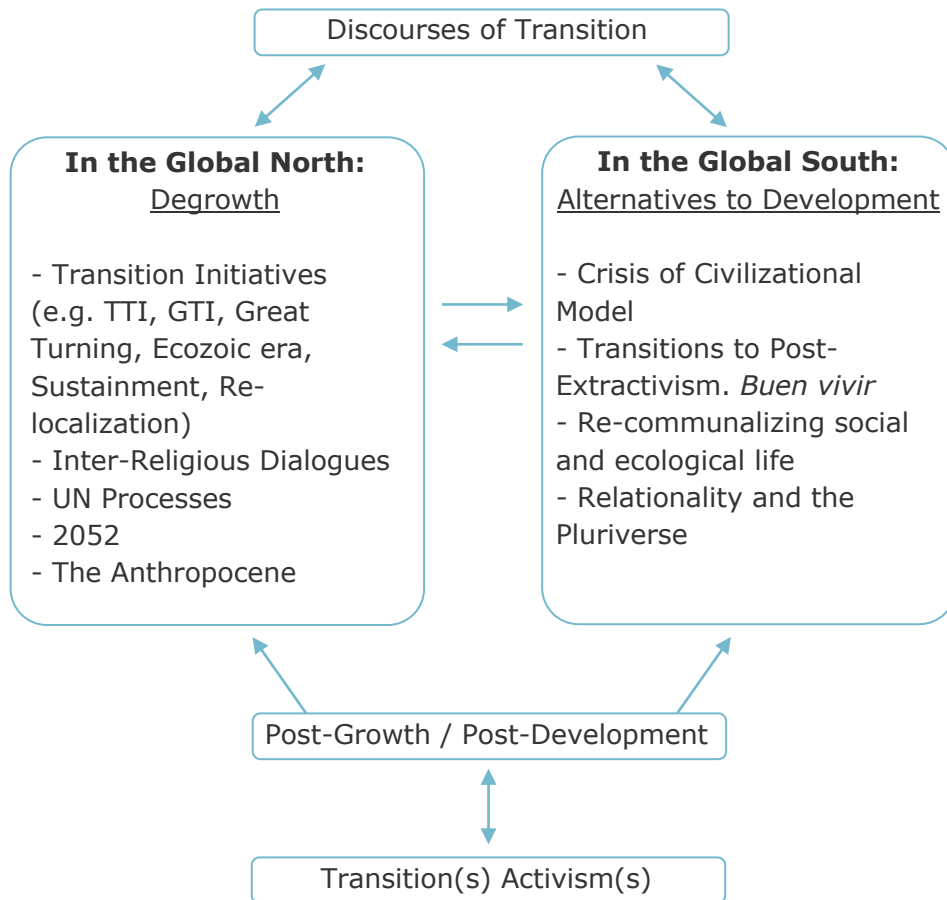 Discourses of Transition
In the Global North:
Degrowth
- Transition Initiatives
(e.g. TTI, GTI, Great
Turning, Ecozoic era,
Sustainment, Re-
localization)
- Inter-Religious Dialogues
- UN Processes
- 2052
- The Anthropocene
In the Global South:
Alternatives to Development
- Crisis of Civilizational
Model
- Transitions to Post-
Extractivism. Buen vivir
- Re-communalizing social
and ecological life
- Relationality and the
Pluriverse
Post-Growth / Post-Development
Transition(s) Activism(s)